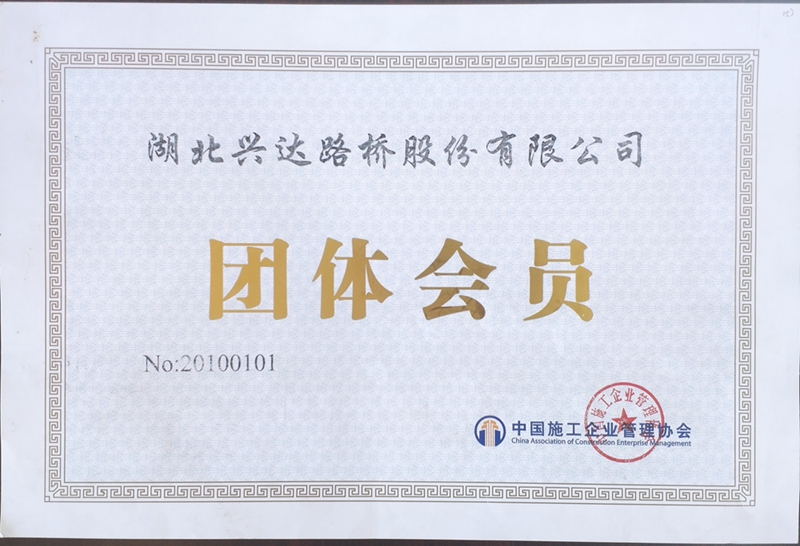 湖北兴达路桥股份有限公司
团体会员
No:20100101
中国施工企业管理协会
China Association of Construction Enterprise Management